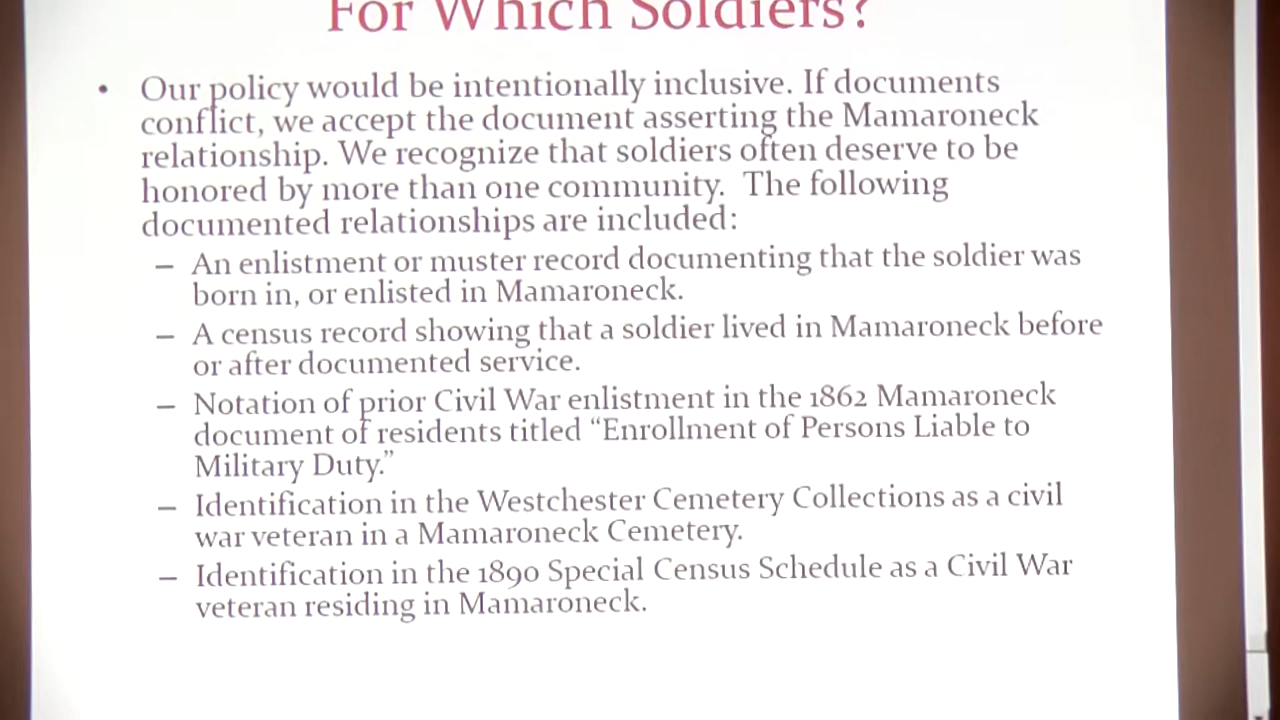 For Which Soldiers?
• Our policy would be intentionally inclusive. If documents
conflict, we accept the document asserting the Mamaroneck
relationship. We recognize that soldiers often deserve to be
honored by more than one community.  The following
documented relationships are included:
– An enlistment or muster record documenting that the soldier was
born in, or enlisted in Mamaroneck.
– A census record showing that a soldier lived in Mamaroneck before
or after documented service.
– Notation of prior Civil War enlistment in the 1862 Mamaroneck
document of residents titled “Enrollment of Persons Liable to
Military Duty.”
– Identification in the Westchester Cemetery Collections as a civil
war veteran in a Mamaroneck Cemetery.
– Identification in the 1890 Special Census Schedule as a Civil War
veteran residing in Mamaroneck.